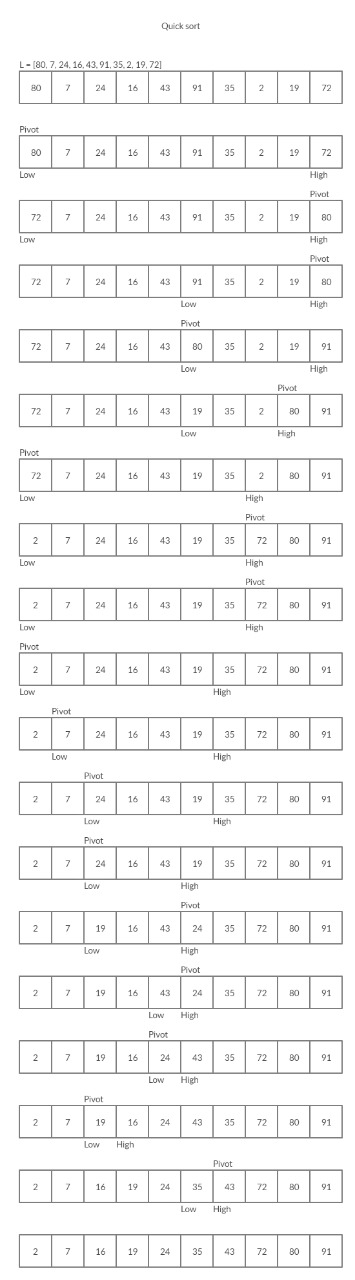 Quick sort
L = [80, 7, 24, 16, 43, 91, 35, 2, 19, 72]
80 7 24 16 43 91 35 2 19 72
Pivot
80 7 24 16 43 91 35 2 19 72
Low High
Pivot
72 7 24 16 43 91 35 2 19 80
Low High
Pivot
72 7 24 16 43 91 35 2 19 80
Low High
Pivot
72 7 24 16 43 80 35 2 19 91
Low High
Pivot
72 7 24 16 43 19 35 2 80 91
Low High
Pivot
72 7 24 16 43 19 35 2 80 91
Low High
Pivot
2 7 24 16 43 19 35 72 80 91
Low High
Pivot
2 7 24 16 43 19 35 72 80 91
Low High
Pivot
2 7 24 16 43 19 35 72 80 91
Low High
Pivot
2 7 24 16 43 19 35 72 80 91
Low High
Pivot
2 7 24 16 43 19 35 72 80 91
Low High
Pivot
2 7 24 16 43 19 35 72 80 91
Low High
Pivot
2 7 19 16 43 24 35 72 80 91
Low High
Pivot
2 7 19 16 43 24 35 72 80 91
Low High
Pivot
2 7 19 16 24 43 35 72 80 91
Low High
Pivot
2 7 19 16 24 43 35 72 80 91
Low High
Pivot
2 7 16 19 24 35 43 72 80 91
Low High
2 7 16 19 24 35 43 72 80 91